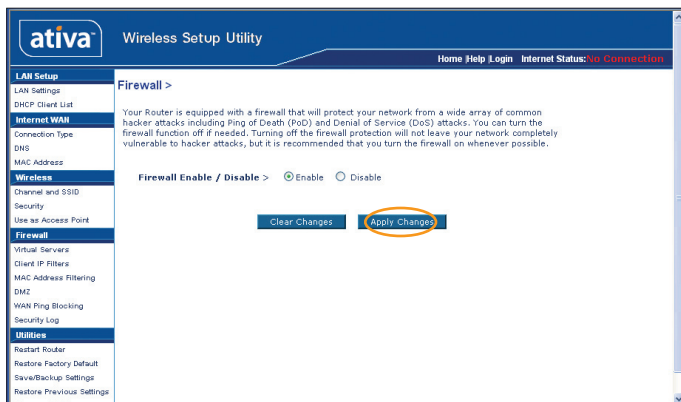 ativa™
Wireless Setup Utility
Home |Help |Login Internet Status:No Connection
LAN Setup
LAN Settings
DHCP Client List
Internet WAN
Connection Type
DNS
MAC Address
Wireless
Channel and SSID
Security
Use as Access Point
Firewall
Virtual Servers
Client IP Filters
MAC Address Filtering
DMZ
WAN Ping Blocking
Security Log
Utilities
Restart Router
Restore Factory Default
Save/Backup Settings
Restore Previous Settings
Firewall >
Your Router is equipped with a firewall that will protect your network from a wide array of common
hacker attacks including Ping of Death (PoD) and Denial of Service (DoS) attacks. You can turn the
firewall function off if needed. Turning off the firewall protection will not leave your network completely
vulnerable to hacker attacks, but it is recommended that you turn the firewall on whenever possible.
Firewall Enable / Disable > Enable Disable
Clear Changes Apply Changes